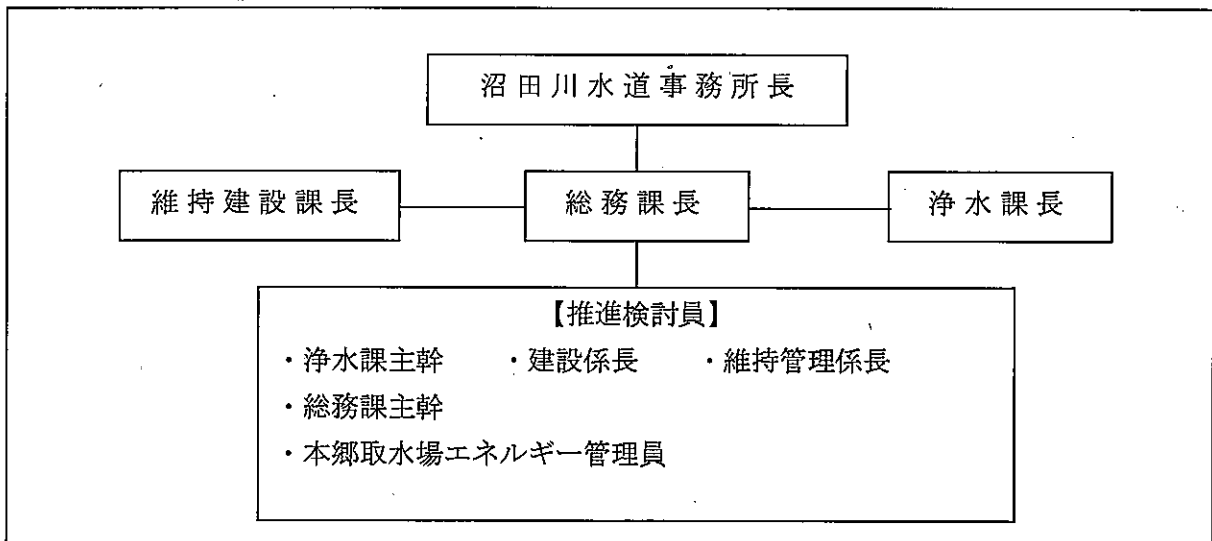 沼田川水道事務所長
維持建設課長
総務課長
浄水課長
【推進検討員】
・浄水課主幹 ・建設係長 ・維持管理係長
・総務課主幹
・本郷取水場エネルギー管理員